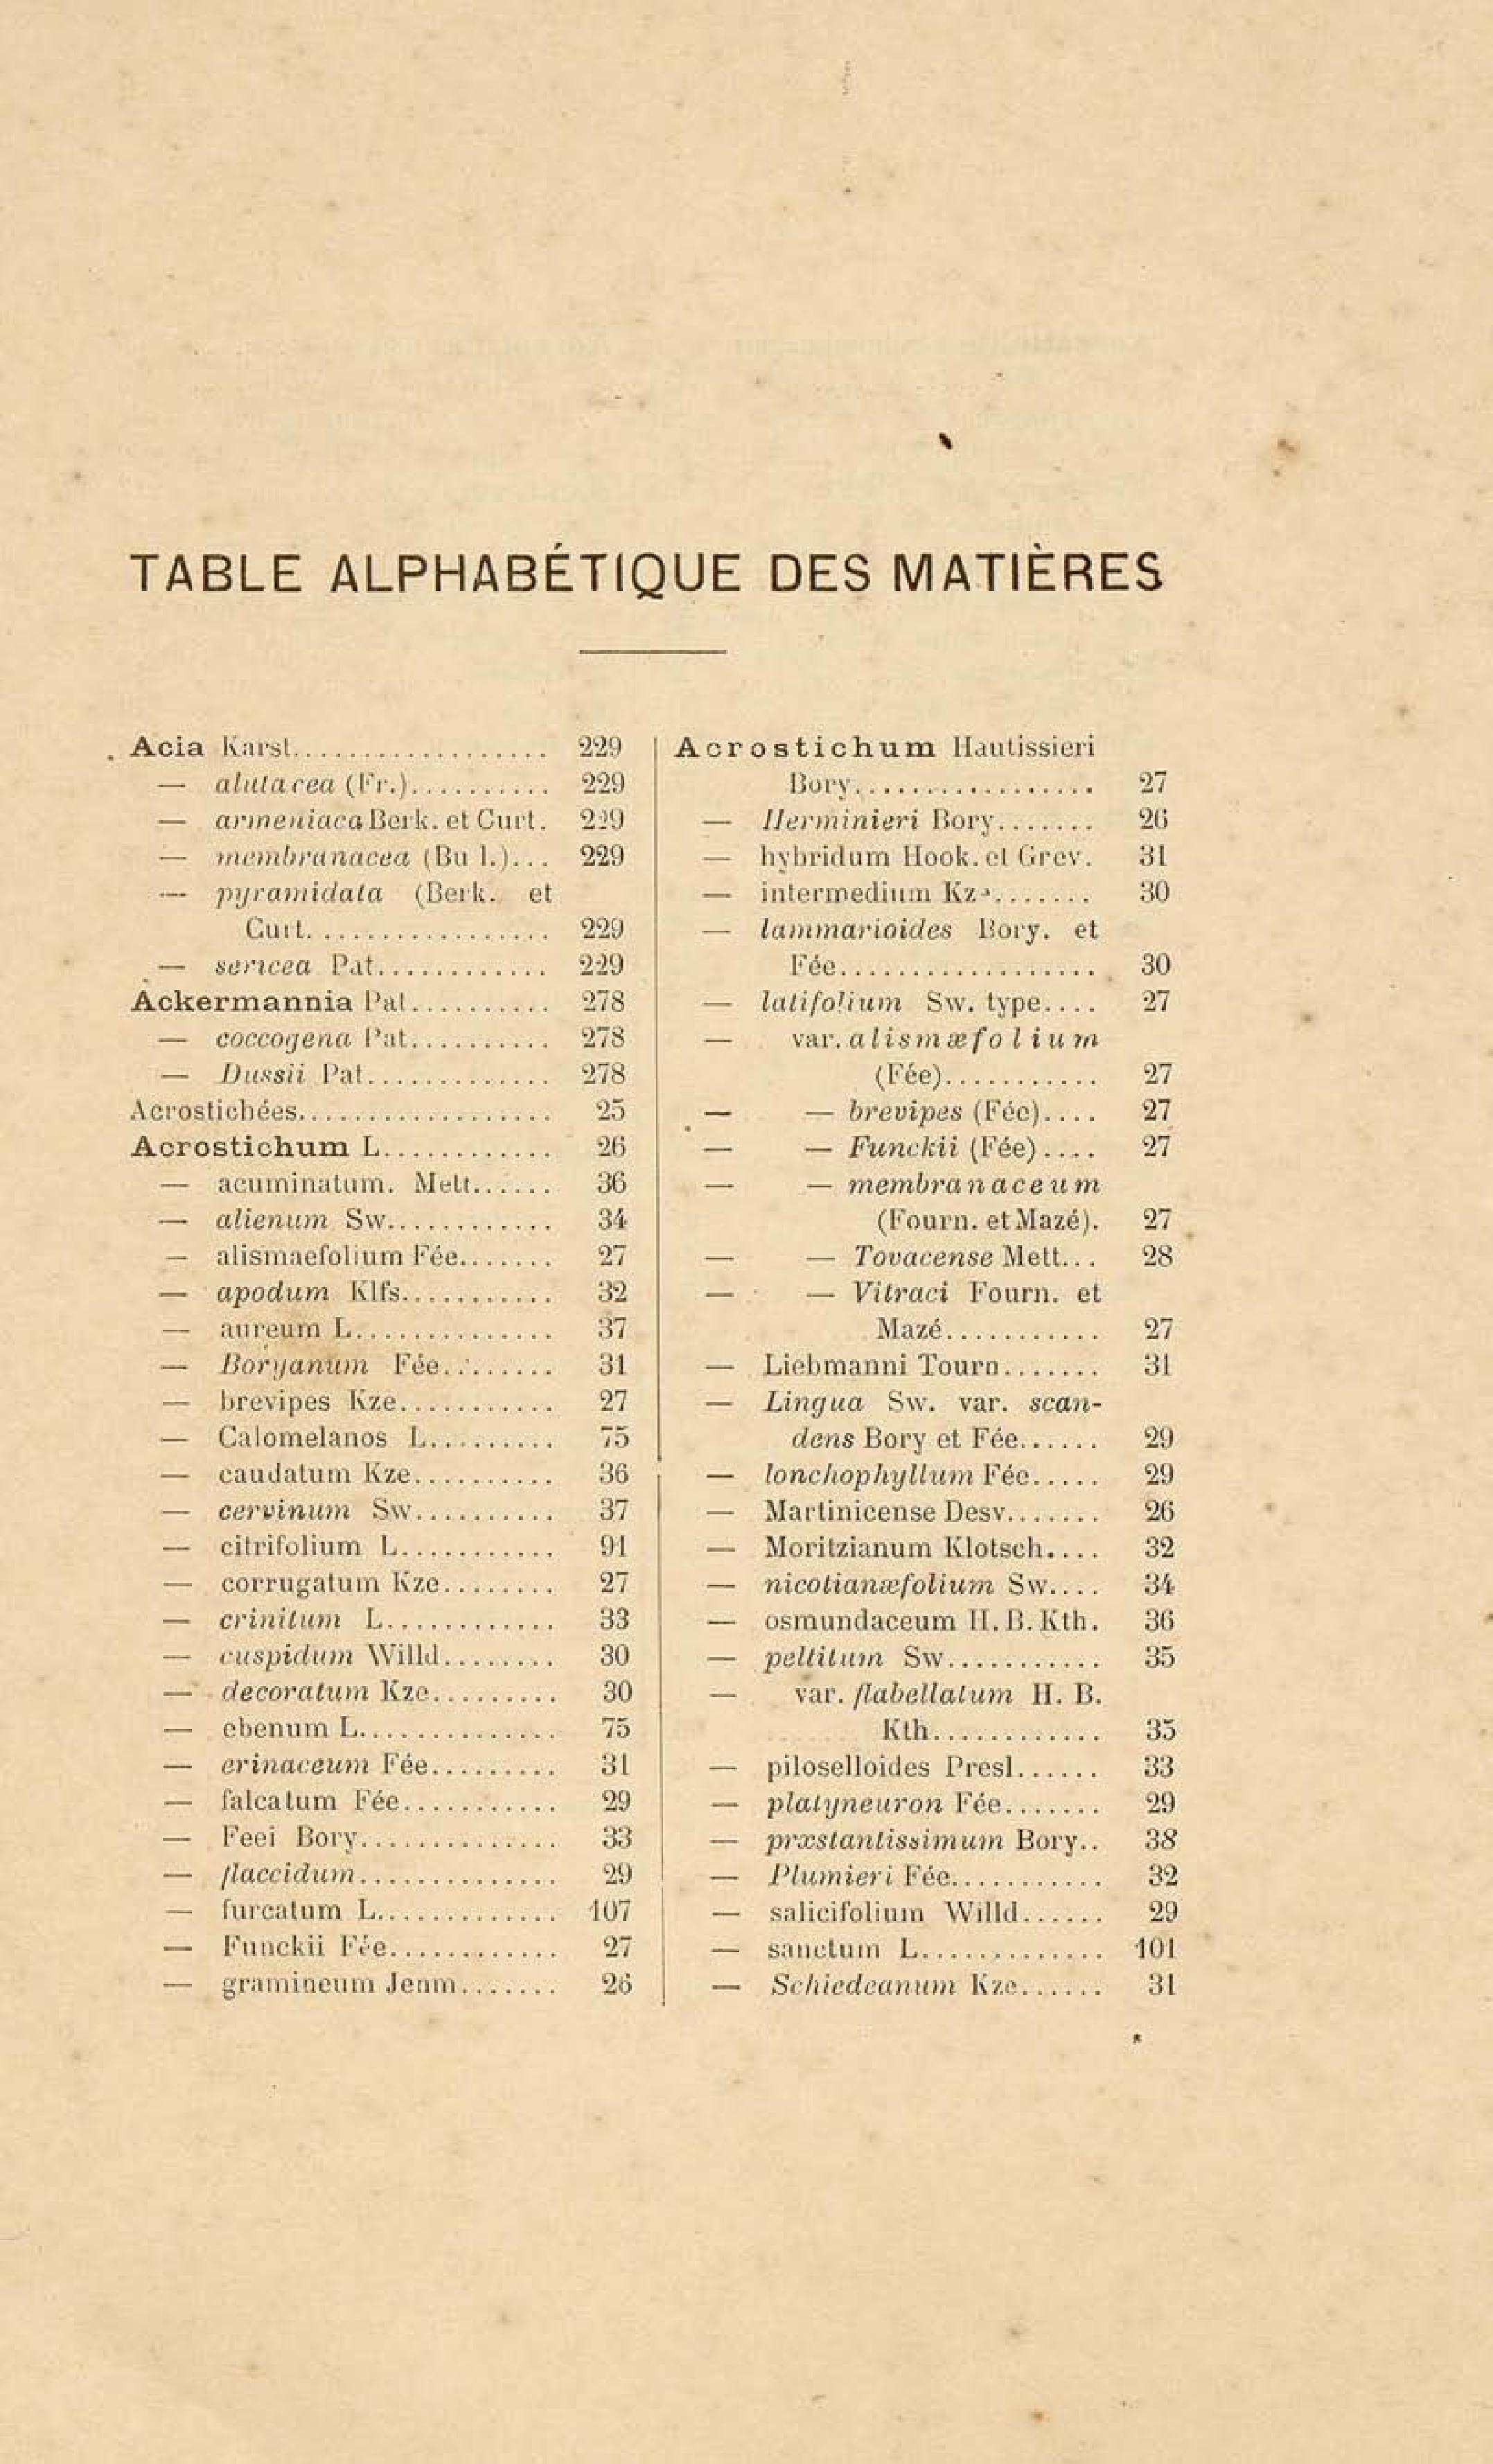 TABLE ALPHABÉTIQUE DES MATIÈRES
Acia Karst.................. 229
— alutacea (Fr.).......... 229
— armeniaca Berk. et Curt. 229
— membranacea (Bu l.)... 229
— pyramidata (Berk. et
Curt................. 229
— sericea Pat............ 229
Ackermannia Pat.......... 278
— coccogena Pat.......... 278
— Dussii Pat............. 278
Acrostichées.................. 25
Acrostichum L............ 26
— acuminatum. Mett...... 36
— alienum Sw............ 34
— alismaefolium Fée....... 27
— apodum Klfs........... 32
— aureum L.............. 37
— Boryanum Fée........ 31
— brevipes Kze........... 27
— Calomelanos L......... 75
— caudatum Kze.......... 36
— cervinum Sw.......... 37
— citrifolium L........... 91
— corrugatum Kze........ 27
— crinitum L............ 33
— cuspidum Willd........ 30
— decoratum Kze......... 30
— ebenum L.............. 75
— erinaceum Fée......... 31
— falcatum Fée........... 29
— Feei Bory.............. 33
— flaccidum.............. 29
— furcatum L............. 107
— Funckii Fée............ 27
— gramineum Jenm....... 26
Acrostichum Hautissieri
Bory................. 27
— Herminieri Bory....... 26
— hybridum Hook. et Grev. 31
— intermedium Kze....... 30
— lammarioides Bory. et
Fée.................. 30
— latifolium Sw. type.... 27
— var. alismæfolium
(Fée)........... 27
— — brevipes (Fée).... 27
— — Funckii (Fée).... 27
— — membranaceum
(Fourn. et Mazé). 27
— — Tovacense Mett... 28
— — Vitraci Fourn. et
Mazé........... 27
— Liebmanni Tourn....... 31
— Lingua Sw. var. scan-
dens Bory et Fée...... 29
— lonchophyllum Fée..... 29
— Martinicense Desv....... 26
— Moritzianum Klotsch.... 32
— nicotianæfolium Sw.... 34
— osmundaceum H. B. Kth. 36
— peltitum Sw........... 35
— var. flabellatum H. B.
Kth............ 35
— piloselloides Presl...... 33
— platyneuron Fée....... 29
— præstantissimum Bory.. 38
— Plumieri Fée........... 32
— salicifolium Willd...... 29
— sanctum L............. 101
— Schiedeanum Kze...... 31